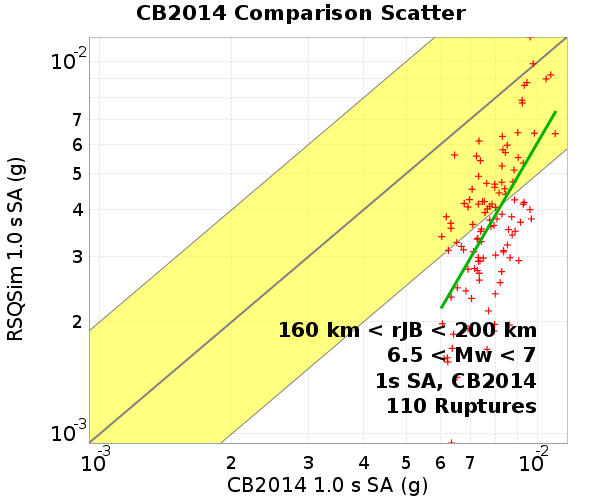 CB2014 Comparison Scatter
RSQSim 1.0 s SA (g)
10-2
7
6
5
4
3
2
10-3
160 km < rJB < 200 km
6.5 < Mw < 7
1s SA, CB2014
110 Ruptures
10-3 2 3 4 5 6 7 10-2
CB2014 1.0 s SA (g)